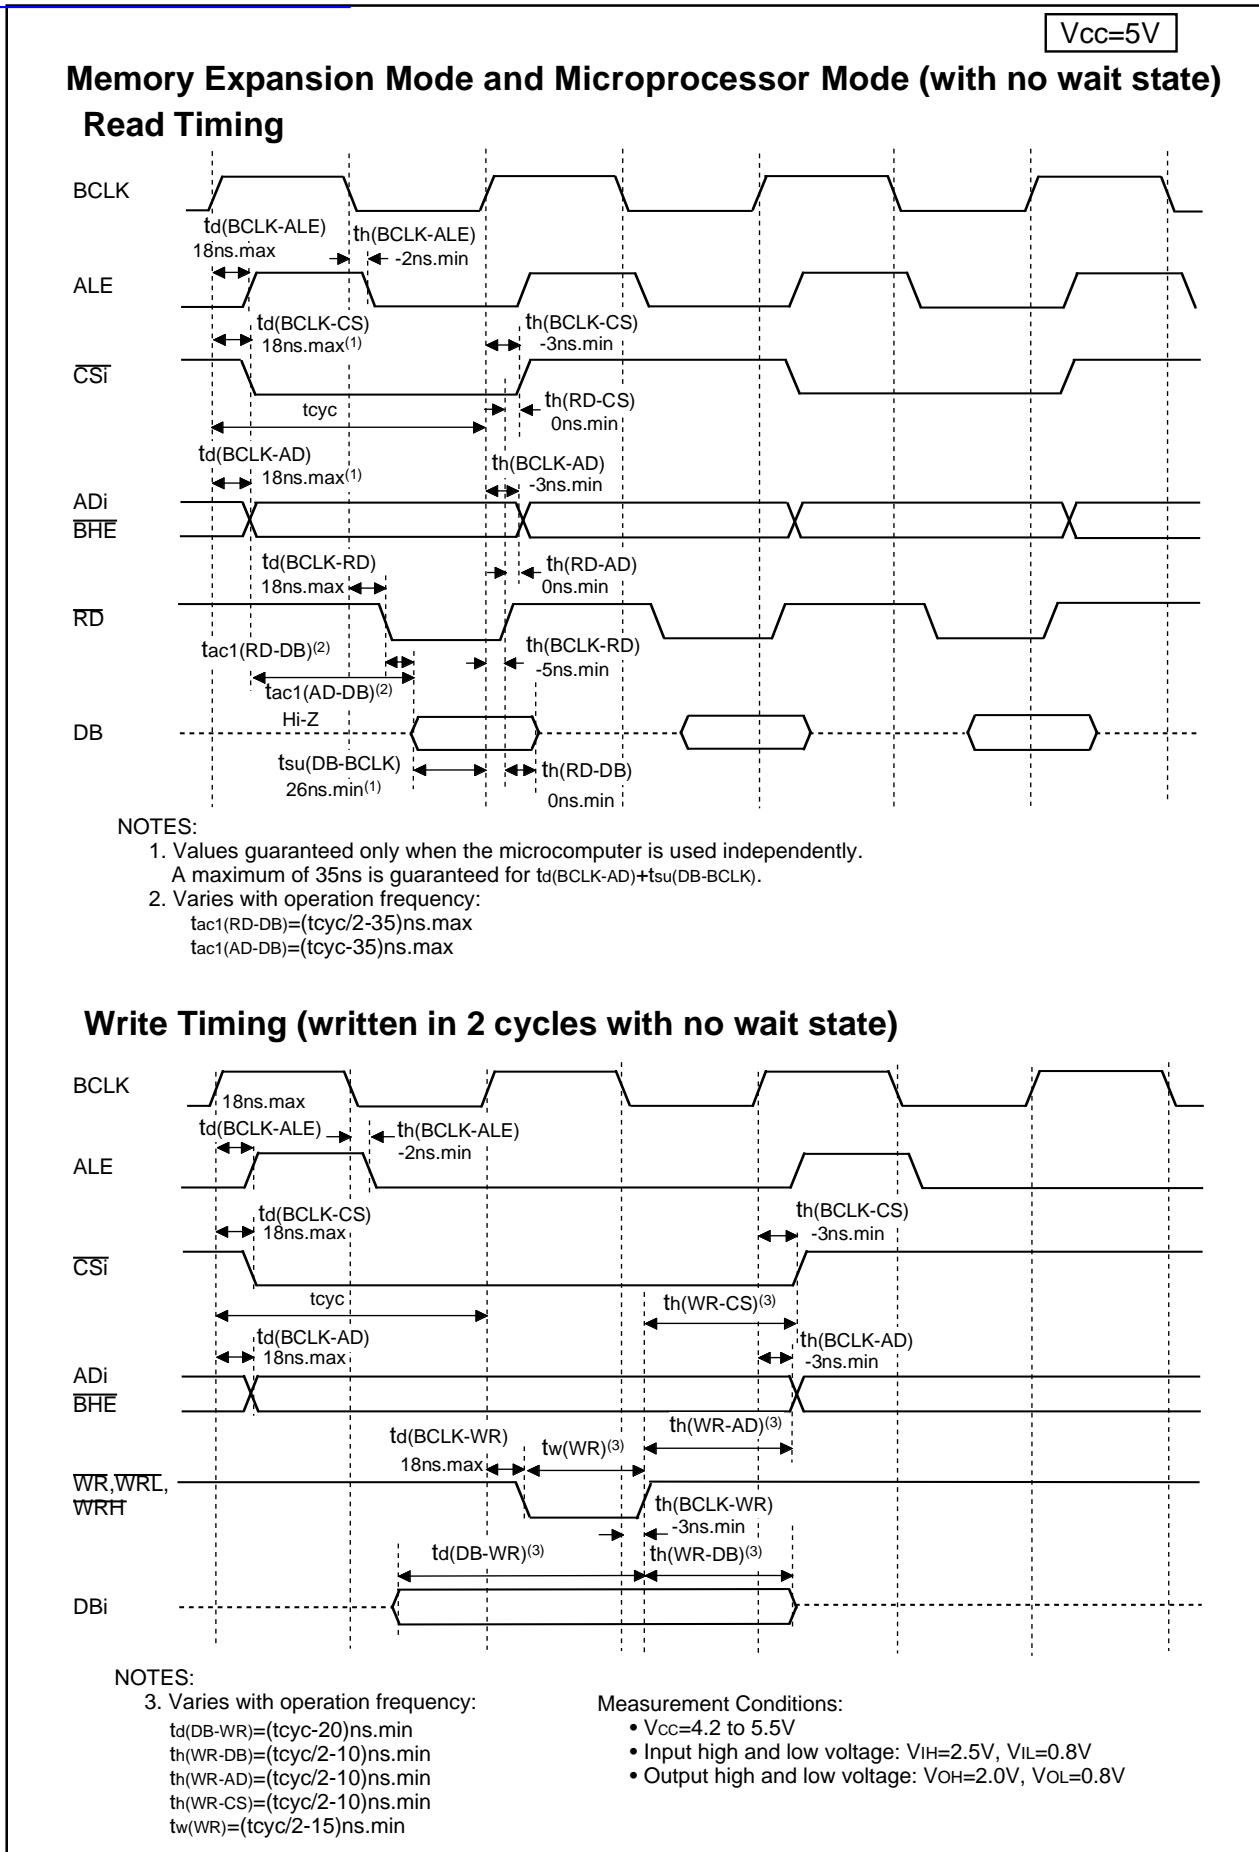 Vcc=5V
Memory Expansion Mode and Microprocessor Mode (with no wait state)
Read Timing
BCLK
td(BCLK-ALE)
18ns.max
th(BCLK-ALE)
-2ns.min
ALE
td(BCLK-CS)
18ns.max(1)
th(BCLK-CS)
-3ns.min
CSi
tcyc
th(RD-CS)
0ns.min
td(BCLK-AD)
18ns.max(1)
th(BCLK-AD)
-3ns.min
ADi
BHE
td(BCLK-RD)
18ns.max
th(RD-AD)
0ns.min
RD
tac1(RD-DB)(2)
th(BCLK-RD)
-5ns.min
tac1(AD-DB)(2)
Hi-Z
DB
tsu(DB-BCLK)
26ns.min(1)
th(RD-DB)
0ns.min
NOTES:
1. Values guaranteed only when the microcomputer is used independently.
A maximum of 35ns is guaranteed for td(BCLK-AD)+tsu(DB-BCLK).
2. Varies with operation frequency:
tac1(RD-DB)=(tcyc/2-35)ns.max
tac1(AD-DB)=(tcyc-35)ns.max
Write Timing (written in 2 cycles with no wait state)
BCLK
18ns.max
td(BCLK-ALE)
th(BCLK-ALE)
-2ns.min
ALE
td(BCLK-CS)
18ns.max
th(BCLK-CS)
-3ns.min
CSi
tcyc
th(WR-CS)(3)
td(BCLK-AD)
18ns.max
th(BCLK-AD)
-3ns.min
ADi
BHE
td(BCLK-WR)
18ns.max
tw(WR)(3)
th(WR-AD)(3)
WR,WRL,
WRH
th(BCLK-WR)
-3ns.min
td(DB-WR)(3)
th(WR-DB)(3)
DBi
NOTES:
3. Varies with operation frequency:
td(DB-WR)=(tcyc-20)ns.min
th(WR-DB)=(tcyc/2-10)ns.min
th(WR-AD)=(tcyc/2-10)ns.min
th(WR-CS)=(tcyc/2-10)ns.min
tw(WR)=(tcyc/2-15)ns.min
Measurement Conditions:
• VCC=4.2 to 5.5V
• Input high and low voltage: VIH=2.5V, VIL=0.8V
• Output high and low voltage: VOH=2.0V, VOL=0.8V